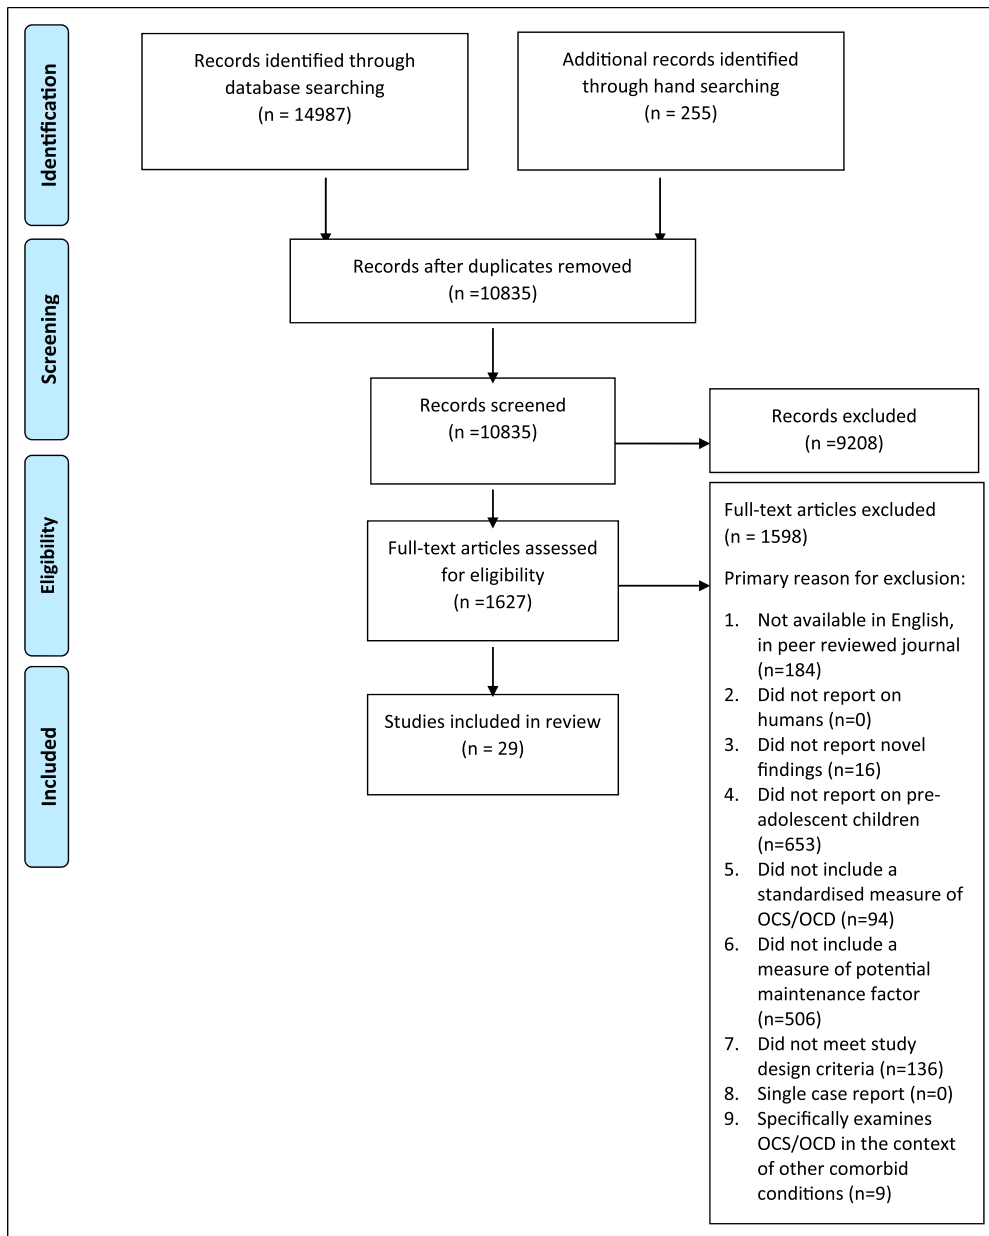 Identification
Records identified through
database searching
(n = 14987)
Additional records identified
through hand searching
(n = 255)
Screening
Records after duplicates removed
(n =10835)
Records screened
(n =10835)
Records excluded
(n =9208)
Eligibility
Full-text articles assessed
for eligibility
(n =1627)
Full-text articles excluded
(n = 1598)
Primary reason for exclusion:
1. Not available in English,
in peer reviewed journal
(n=184)
2. Did not report on
humans (n=0)
3. Did not report novel
findings (n=16)
4. Did not report on pre-
adolescent children
(n=653)
5. Did not include a
standardised measure of
OCS/OCD (n=94)
6. Did not include a
measure of potential
maintenance factor
(n=506)
7. Did not meet study
design criteria (n=136)
8. Single case report (n=0)
9. Specifically examines
OCS/OCD in the context
of other comorbid
conditions (n=9)
Included
Studies included in review
(n = 29)